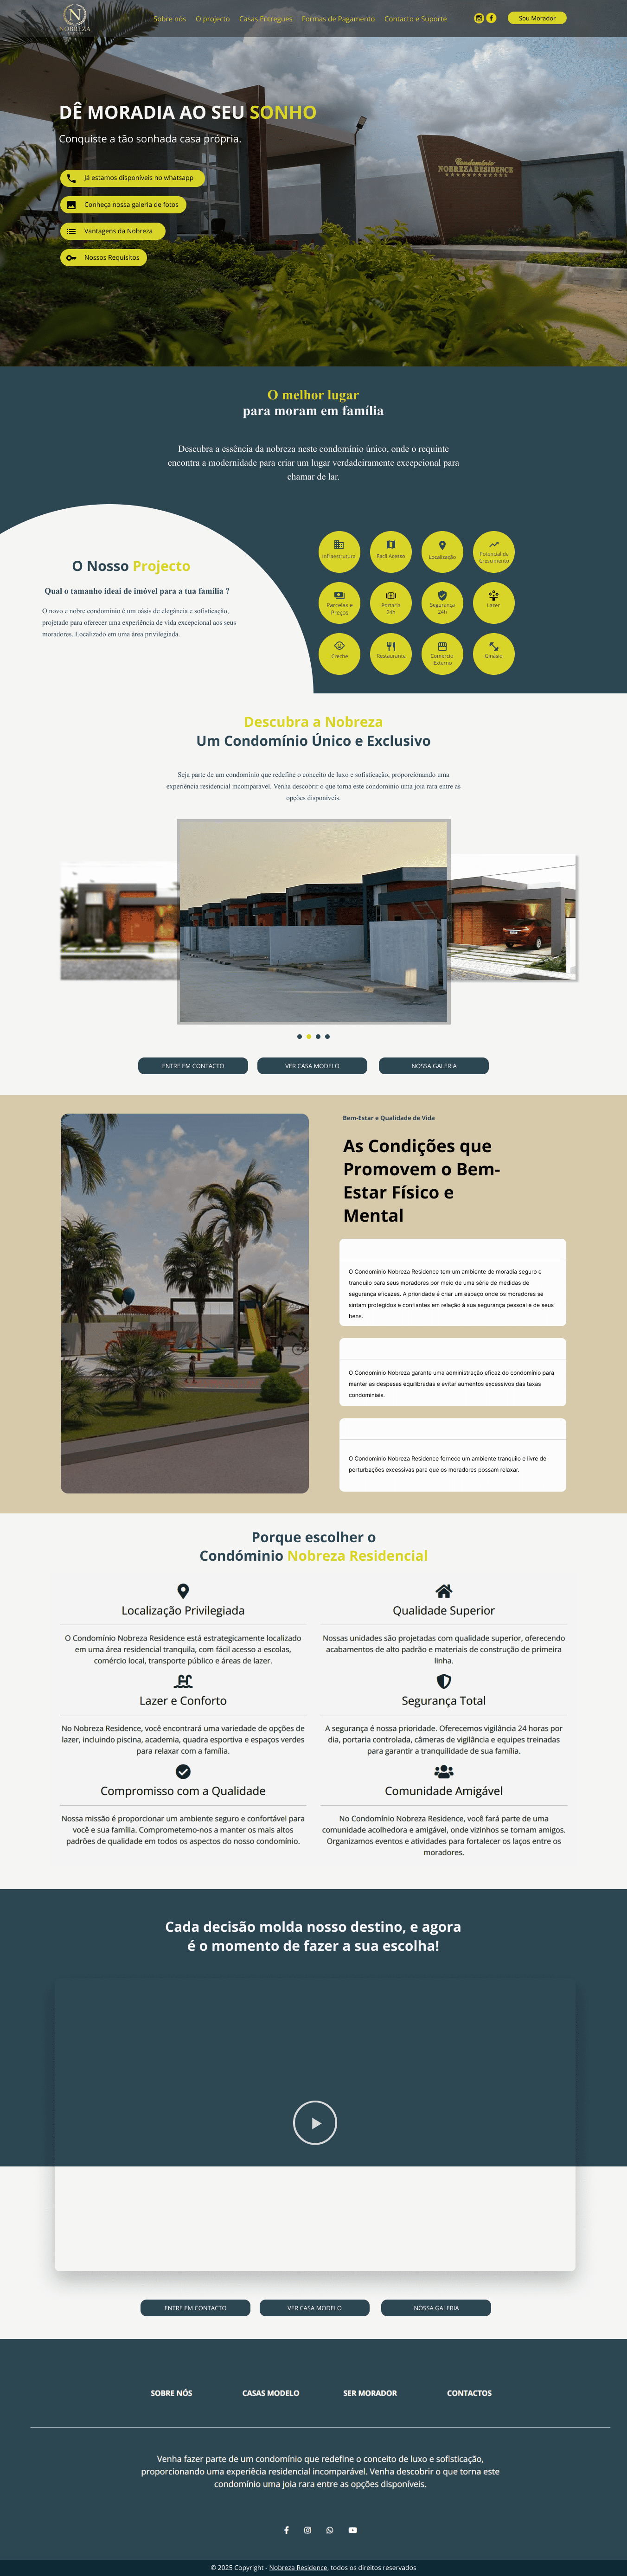 NOBREZA
Sobre nós
O projecto
Casas Entregues
Formas de Pagamento
Contacto e Suporte
Sou Morador
DÊ MORADIA AO SEU SONHO
Conquiste a tão sonhada casa própria.
Já estamos disponíveis no whatsapp
Conheça nossa galeria de fotos
Vantagens da Nobreza
Nossos Requisitos
Condomínio
NOBREZA RESIDENCE
O melhor lugar
para moram em família
Descubra a essência da nobreza neste condomínio único, onde o requinte
encontra a modernidade para criar um lugar verdadeiramente excepcional para
chamar de lar.
O Nosso Projecto
Qual o tamanho ideai de imóvel para a tua família ?
O novo e nobre condomínio é um oásis de elegância e sofisticação,
projetado para oferecer uma experiência de vida excepcional aos seus
moradores. Localizado em uma área privilegiada.
Infraestrutura
Fácil Acesso
Localização
Potencial de
Crescimento
Parcelas e
Preços
Portaria
24h
Segurança
24h
Lazer
Creche
Restaurante
Comercio
Externo
Ginásio
Descubra a Nobreza
Um Condomínio Único e Exclusivo
Seja parte de um condomínio que redefine o conceito de luxo e sofisticação, proporcionando uma
experiência residencial incomparável. Venha descobrir o que torna este condomínio uma joia rara entre as
opções disponíveis.
ENTRE EM CONTACTO
VER CASA MODELO
NOSSA GALERIA
Bem-Estar e Qualidade de Vida
As Condições que
Promovem o Bem-
Estar Físico e
Mental
O Condomínio Nobreza Residence tem um ambiente de moradia seguro e
tranquilo para seus moradores por meio de uma série de medidas de
segurança eficazes. A prioridade é criar um espaço onde os moradores se
sintam protegidos e confiantes em relação à sua segurança pessoal e de seus
bens.
O Condomínio Nobreza garante uma administração eficaz do condomínio para
manter as despesas equilibradas e evitar aumentos excessivos das taxas
condominiais.
O Condomínio Nobreza Residence fornece um ambiente tranquilo e livre de
perturbações excessivas para que os moradores possam relaxar.
Porque escolher o
Condóminio Nobreza Residencial
Localização Privilegiada
O Condomínio Nobreza Residence está estrategicamente localizado
em uma área residencial tranquila, com fácil acesso a escolas,
comércio local, transporte público e áreas de lazer.
Qualidade Superior
Nossas unidades são projetadas com qualidade superior, oferecendo
acabamentos de alto padrão e materiais de construção de primeira
linha.
Lazer e Conforto
No Nobreza Residence, você encontrará uma variedade de opções de
lazer, incluindo piscina, academia, quadra esportiva e espaços verdes
para relaxar com a família.
Segurança Total
A segurança é nossa prioridade. Oferecemos vigilância 24 horas por
dia, portaria controlada, câmeras de vigilância e equipes treinadas
para garantir a tranquilidade de sua família.
Compromisso com a Qualidade
Nossa missão é proporcionar um ambiente seguro e confortável para
você e sua família. Comprometemo-nos a manter os mais altos
padrões de qualidade em todos os aspectos do nosso condomínio.
Comunidade Amigável
No Condomínio Nobreza Residence, você fará parte de uma
comunidade acolhedora e amigável, onde vizinhos se tornam amigos.
Organizamos eventos e atividades para fortalecer os laços entre os
moradores.
Cada decisão molda nosso destino, e agora
é o momento de fazer a sua escolha!
ENTRE EM CONTACTO
VER CASA MODELO
NOSSA GALERIA
SOBRE NÓS
CASAS MODELO
SER MORADOR
CONTACTOS
Venha fazer parte de um condomínio que redefine o conceito de luxo e sofisticação,
proporcionando uma experiêcia residencial incomparável. Venha descobrir o que torna este
condomínio uma joia rara entre as opções disponíveis.
© 2025 Copyright - Nobreza Residence, todos os direitos reservados